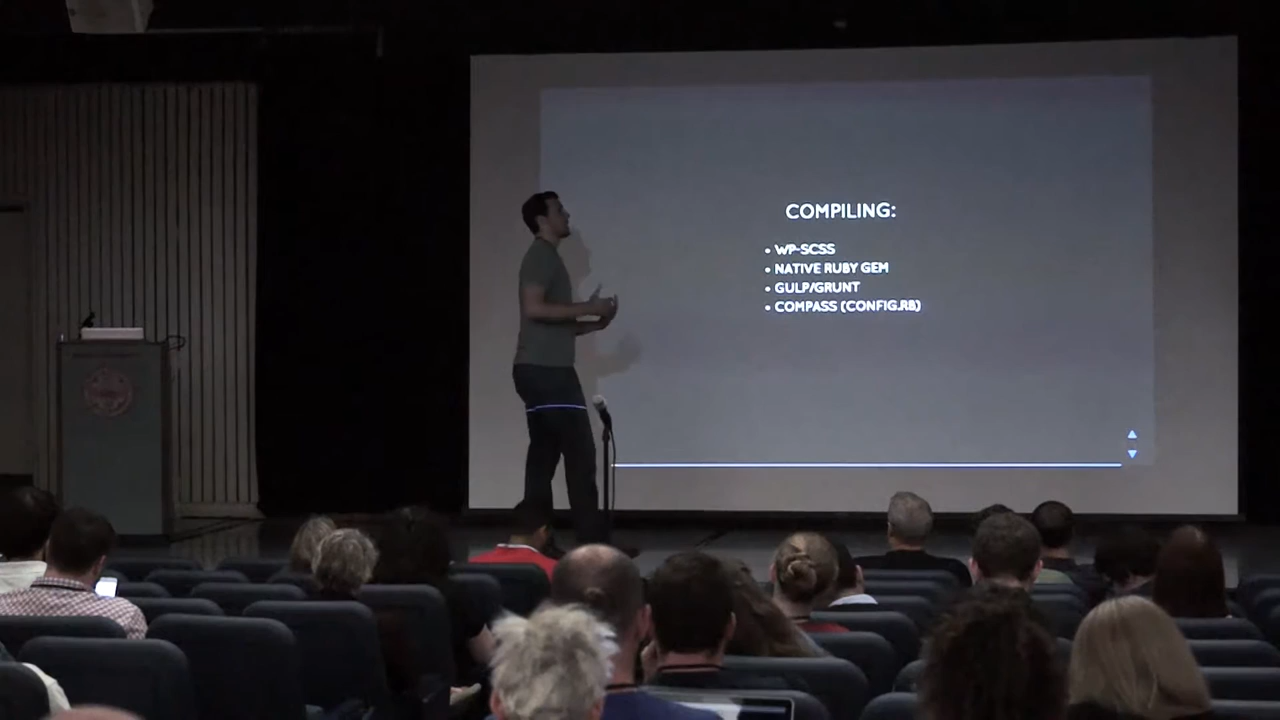 COMPILING:
• WP-SCSS
• NATIVE RUBY GEM
• GULP/GRUNT
• COMPASS (CONFIG.RB)